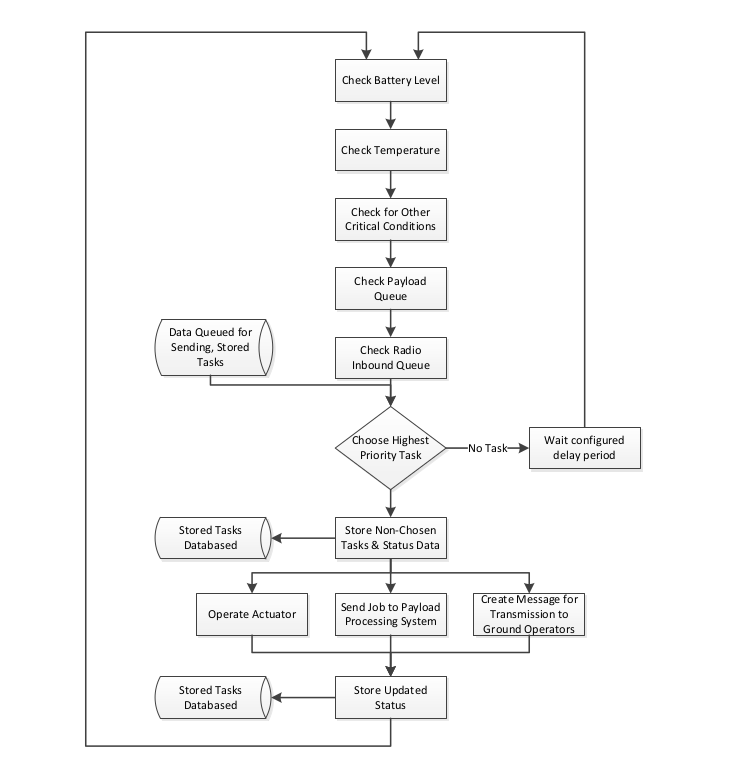 Check Battery Level
Check Temperature
Check for Other
Critical Conditions
Check Payload
Queue
Data Queued for
Sending, Stored
Tasks
Check Radio
Inbound Queue
Choose Highest
Priority Task
No Task
Wait configured
delay period
Stored Tasks
Databased
Store Non-Chosen
Tasks & Status Data
Operate Actuator
Send Job to Payload
Processing System
Create Message for
Transmission to
Ground Operators
Stored Tasks
Databased
Store Updated
Status